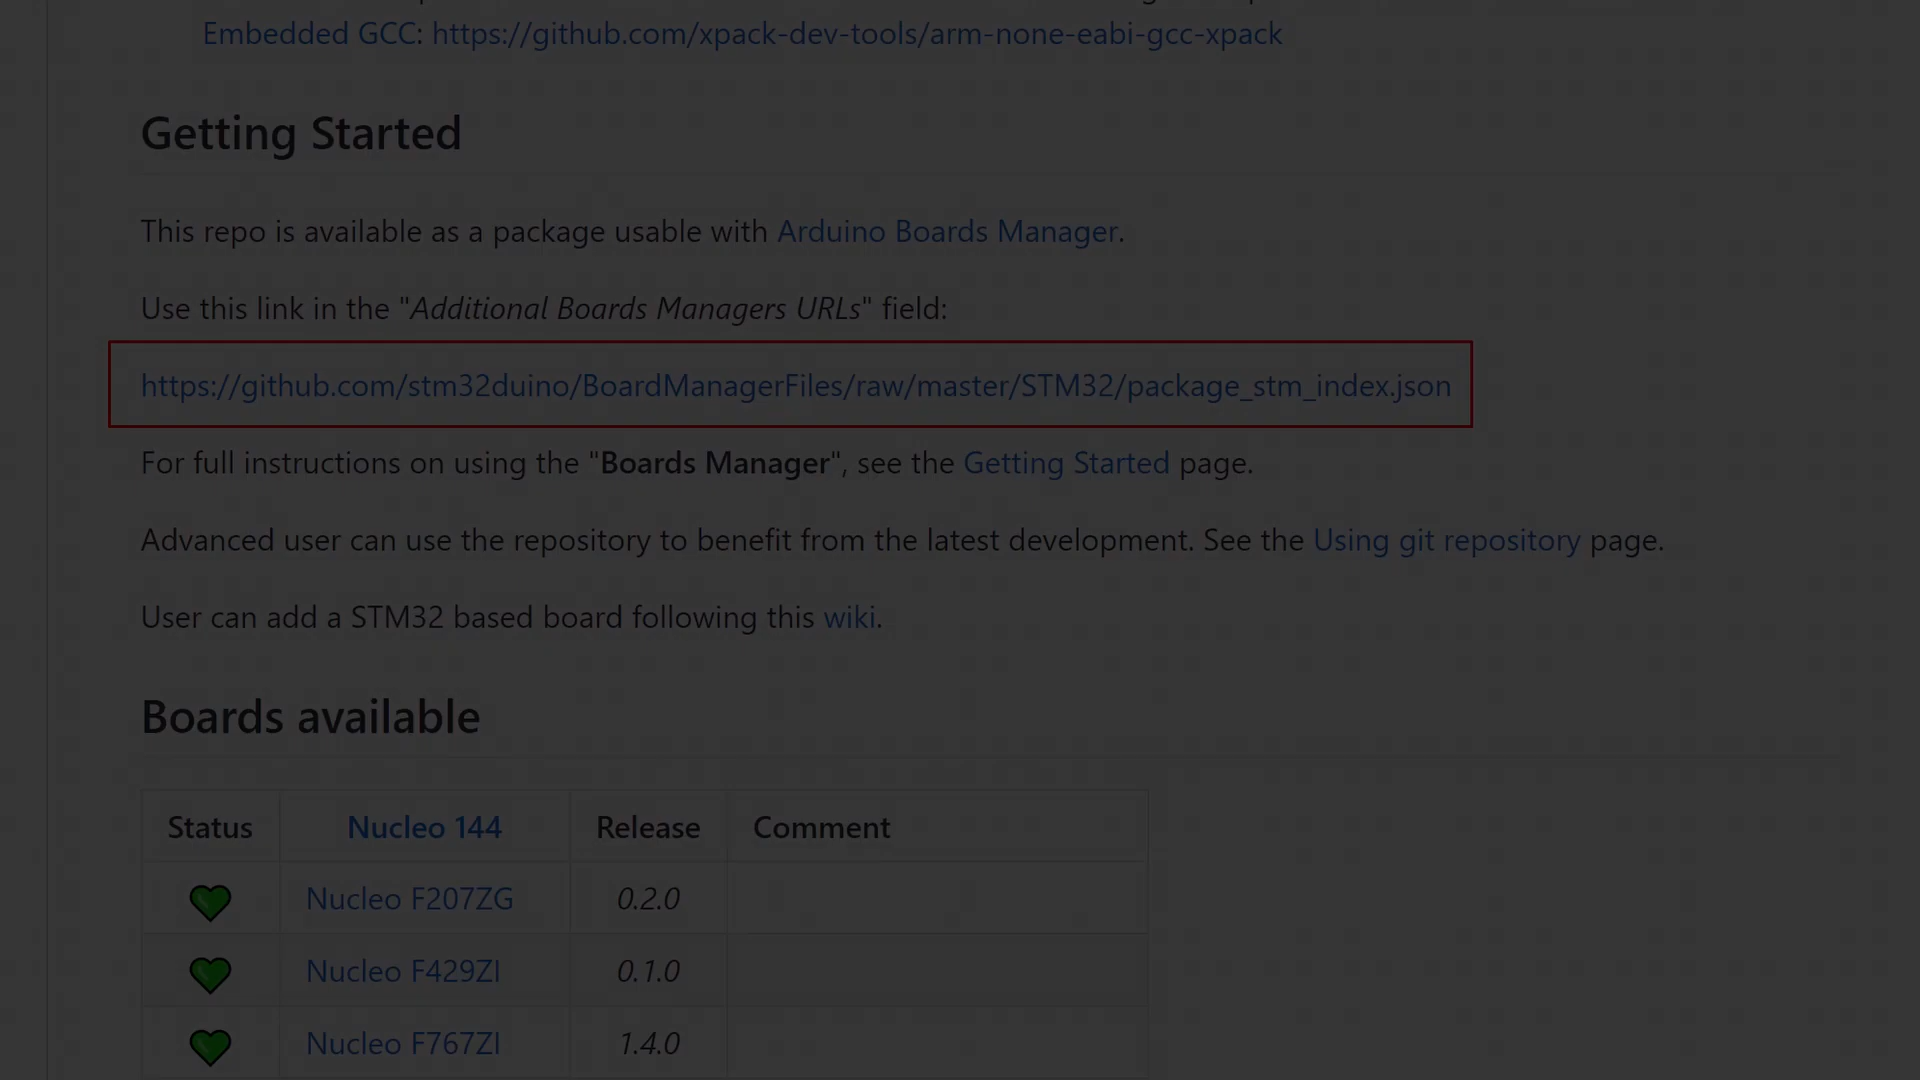 Embedded GCC: https://github.com/xpack-dev-tools/arm-none-eabi-gcc-xpack
Getting Started
This repo is available as a package usable with Arduino Boards Manager.
Use this link in the "Additional Boards Managers URLs" field:
https://github.com/stm32duino/BoardManagerFiles/raw/master/STM32/package_stm_index.json
For full instructions on using the "Boards Manager", see the Getting Started page.
Advanced user can use the repository to benefit from the latest development. See the Using git repository page.
User can add a STM32 based board following this wiki.
Boards available
Status Nucleo 144 Release Comment
Nucleo F207ZG 0.2.0
Nucleo F429ZI 0.1.0
Nucleo F767ZI 1.4.0